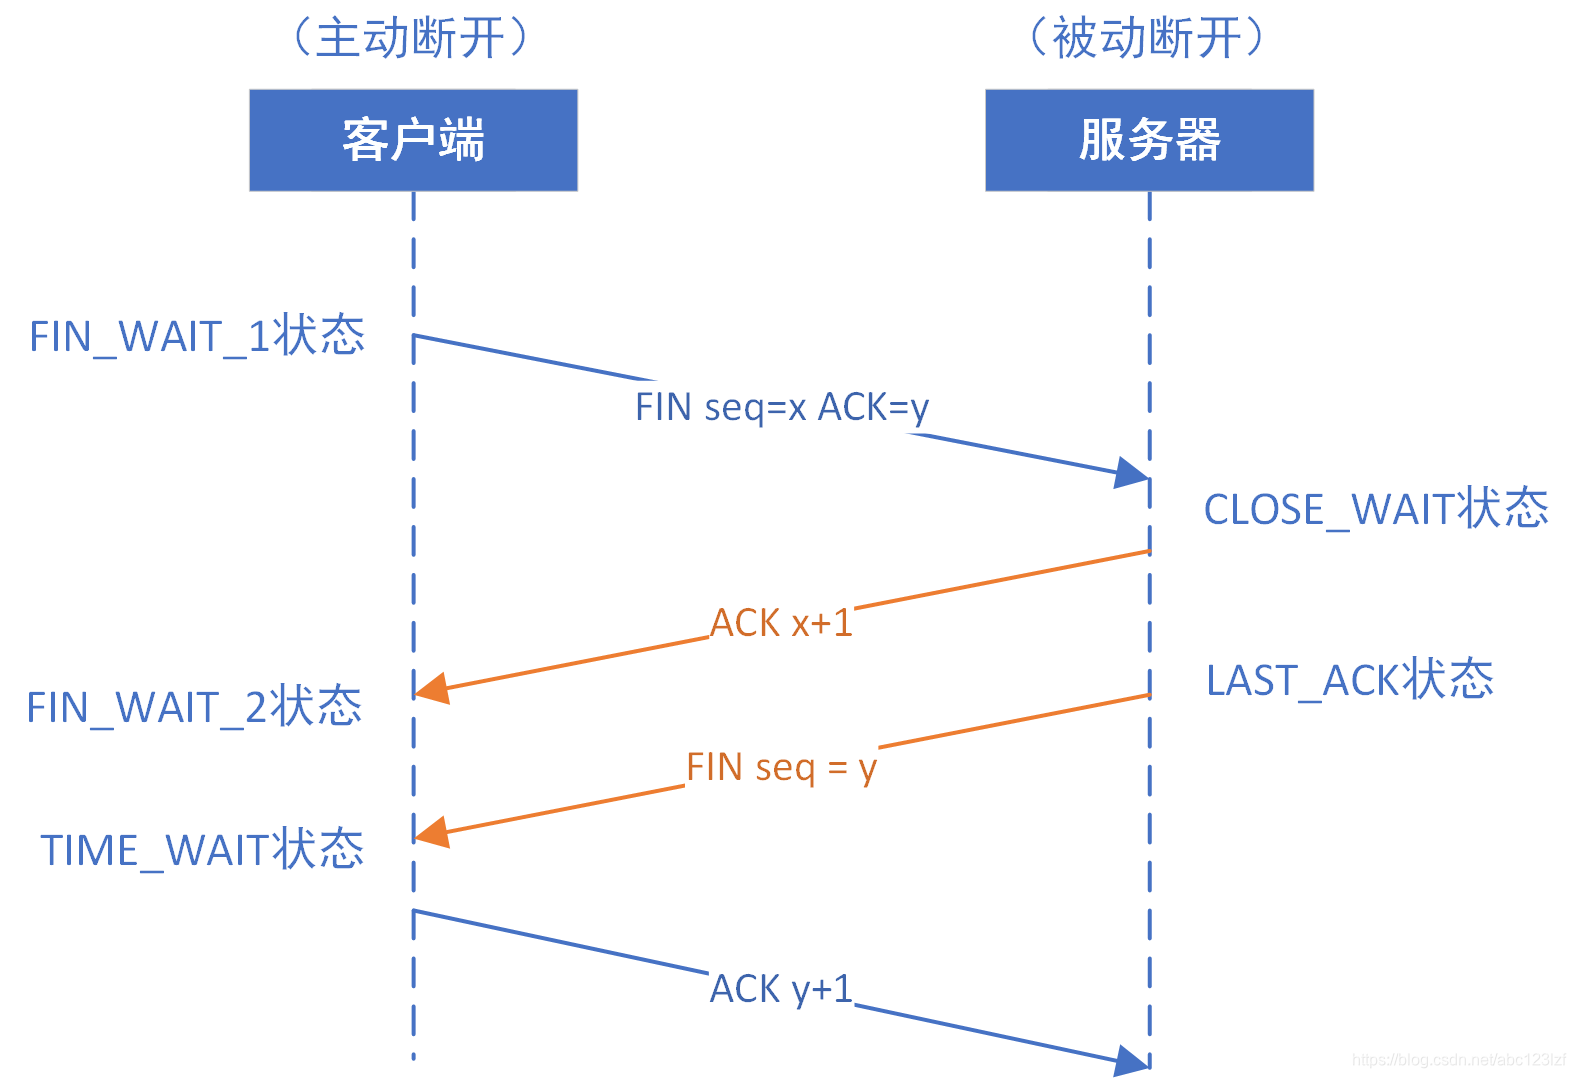 （主动断开）
（被动断开）
客户端
服务器
FIN_WAIT_1状态
FIN seq=x ACK=y
CLOSE_WAIT状态
ACK x+1
LAST_ACK状态
FIN_WAIT_2状态
FIN seq = y
TIME_WAIT状态
ACK y+1
https://blog.csdn.net/abc123lzf